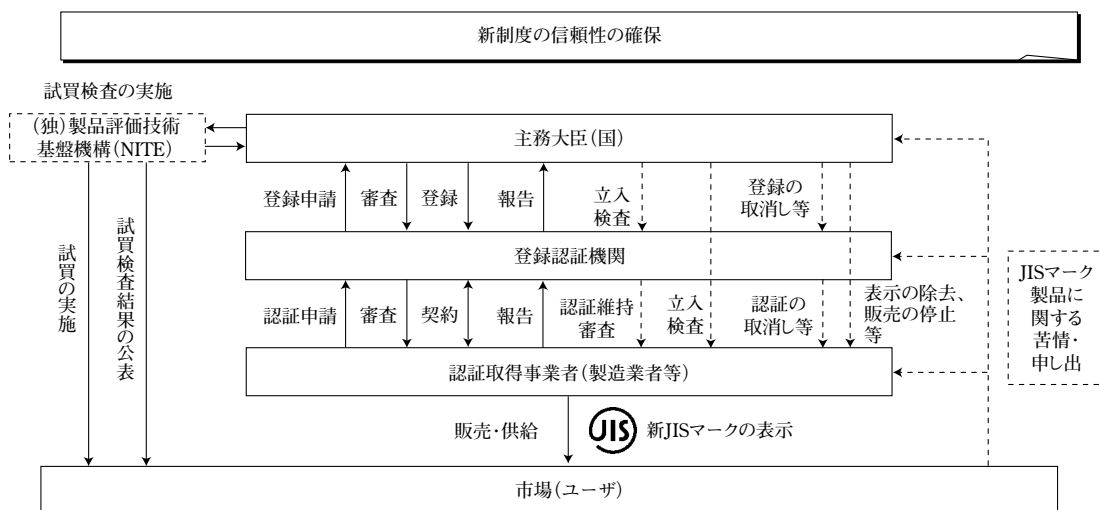 新制度の信頼性の確保
試買検査の実施
(独)製品評価技術
基盤機構(NITE)
主務大臣(国)
登録申請
審査
登録
報告
立入
検査
登録の
取消し等
登録認証機関
試買の実施
試買検査結果の公表
認証申請
審査
契約
報告
認証維持
審査
立入
検査
認証の
取消し等
表示の除去、
販売の停止
等
JISマーク
製品に
関する
苦情・
申し出
認証取得事業者(製造業者等)
販売・供給
JIS
新JISマークの表示
市場(ユーザ)